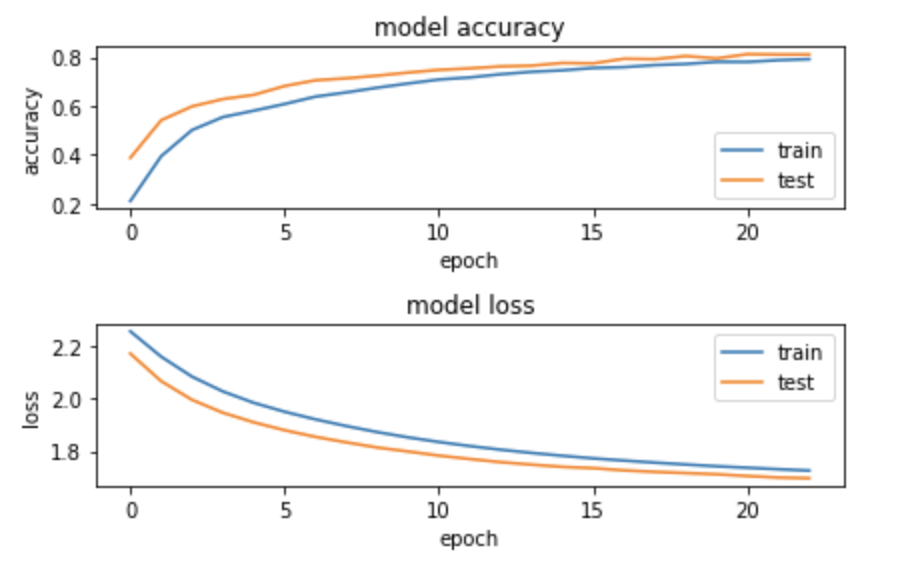 model accuracy
accuracy
0.8
0.6
0.4
0.2
train
test
0 5 10 15 20
epoch
model loss
loss
2.2
2.0
1.8
train
test
0 5 10 15 20
epoch